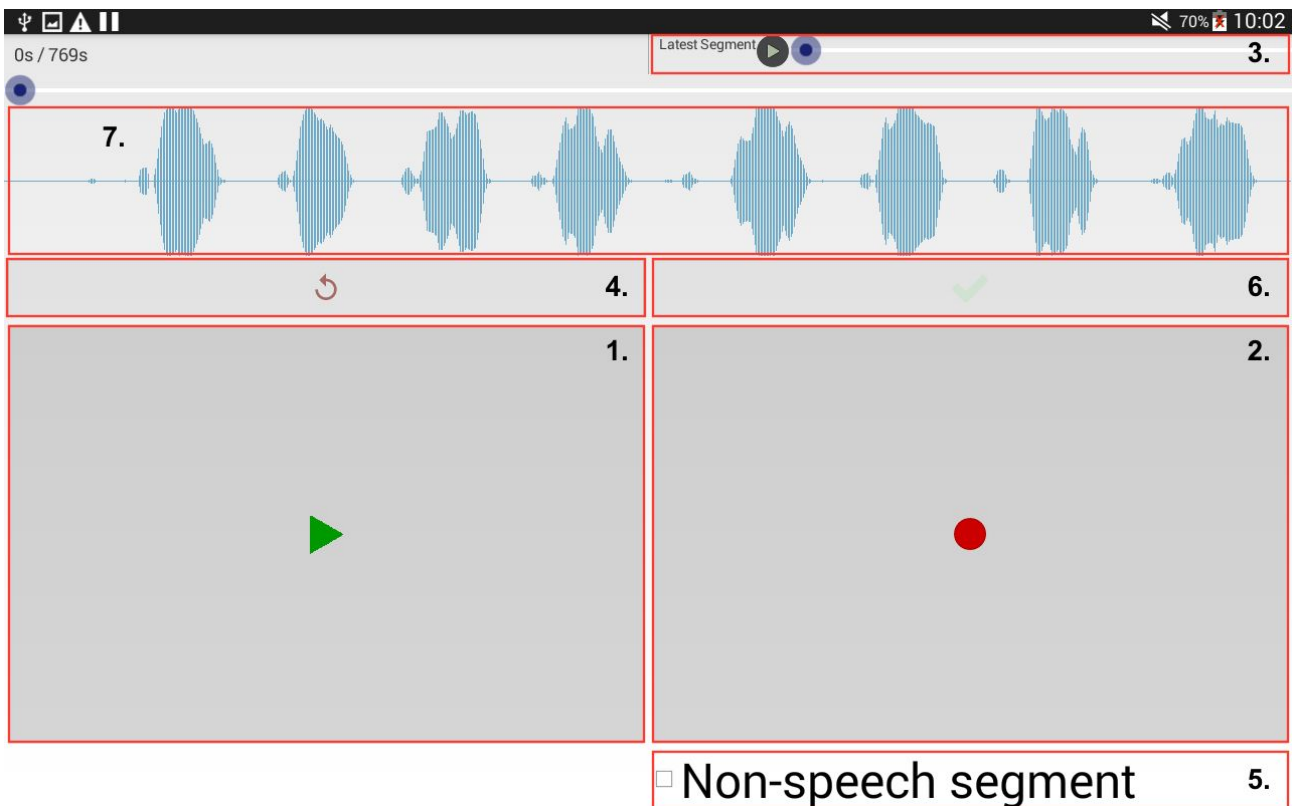 70% 10:02
0s / 769s
Latest Segment
3.
7.
4.
6.
1.
2.
Non-speech segment
5.